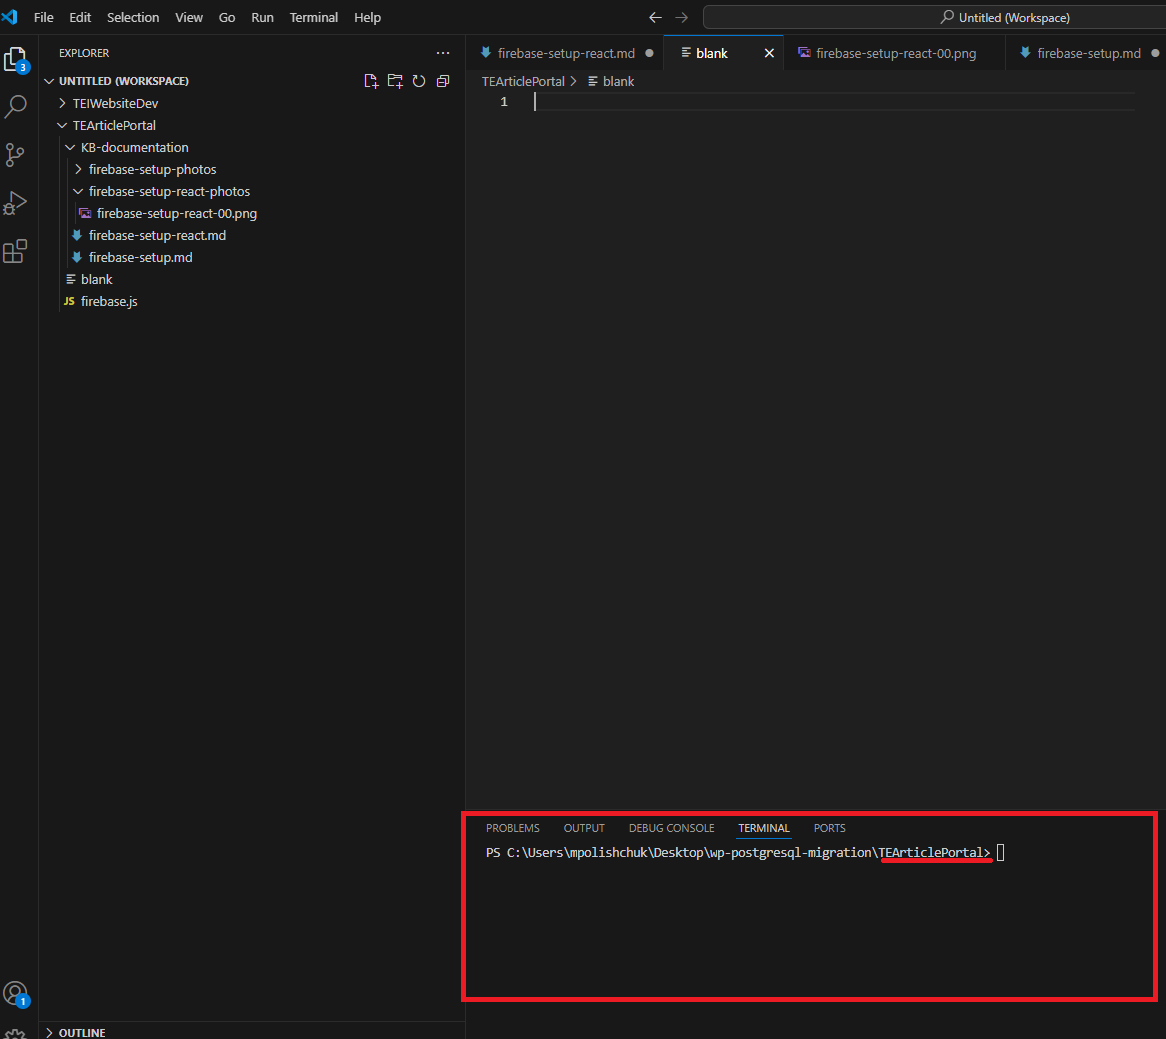 File Edit Selection View Go Run Terminal Help
Untitled (Workspace)
EXPLORER
firebase-setup-react.md blank firebase-setup-react-00.png firebase-setup.md
3
UNTITLED (WORKSPACE)
TEArticlePortal > blank
TEIWebsiteDev
1
TEArticlePortal
KB-documentation
firebase-setup-photos
firebase-setup-react-photos
firebase-setup-react-00.png
firebase-setup-react.md
firebase-setup.md
blank
JS firebase.js
PROBLEMS OUTPUT DEBUG CONSOLE TERMINAL PORTS
PS C:\Users\mpolishchuk\Desktop\wp-postgresql-migration\TEArticlePortal>
1
OUTLINE